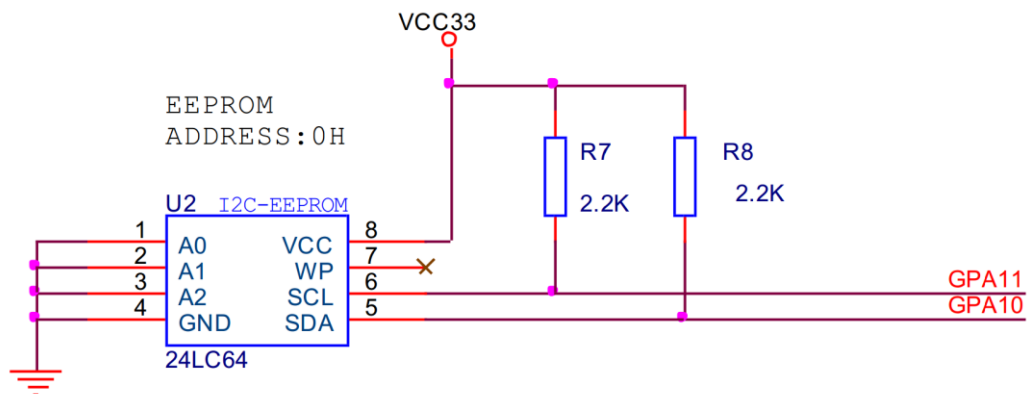 VCC33
EEPROM
ADDRESS:0H
R7
2.2K
R8
2.2K
U2 I2C-EEPROM
1 A0 VCC 8
2 A1 WP 7
3 A2 SCL 6
4 GND SDA 5
GPA11
GPA10
24LC64